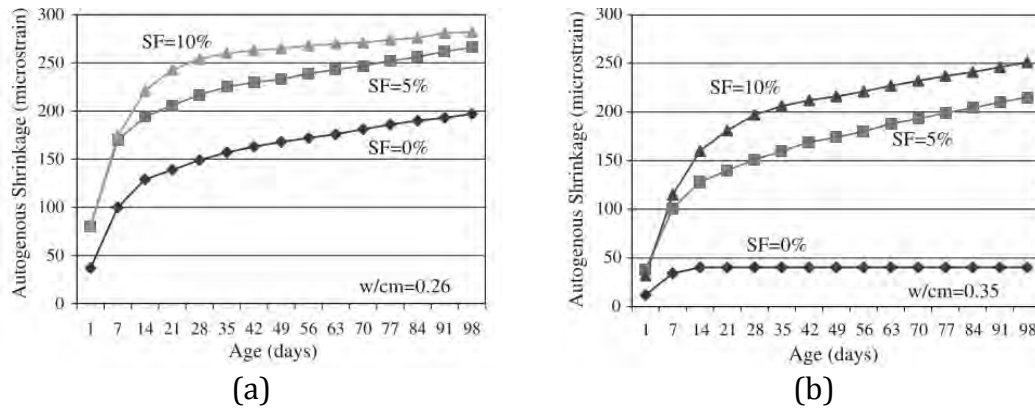 300
250
200
150
100
50
0
Autogenous Shrinkage (microstrain)
SF=10%
SF=5%
SF=0%
w/cm=0.26
1 7 14 21 28 35 42 49 56 63 70 77 84 91 98
Age (days)
(a)
300
250
200
150
100
50
0
Autogenous Shrinkage (microstrain)
SF=10%
SF=5%
SF=0%
w/cm=0.35
1 7 14 21 28 35 42 49 56 63 70 77 84 91 98
Age (days)
(b)